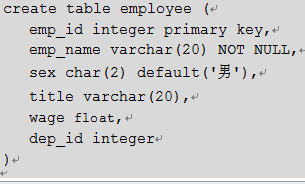 create table employee (
emp_id integer primary key,
emp_name varchar(20) NOT NULL,
sex char(2) default('男'),
title varchar(20),
wage float,
dep_id integer
)